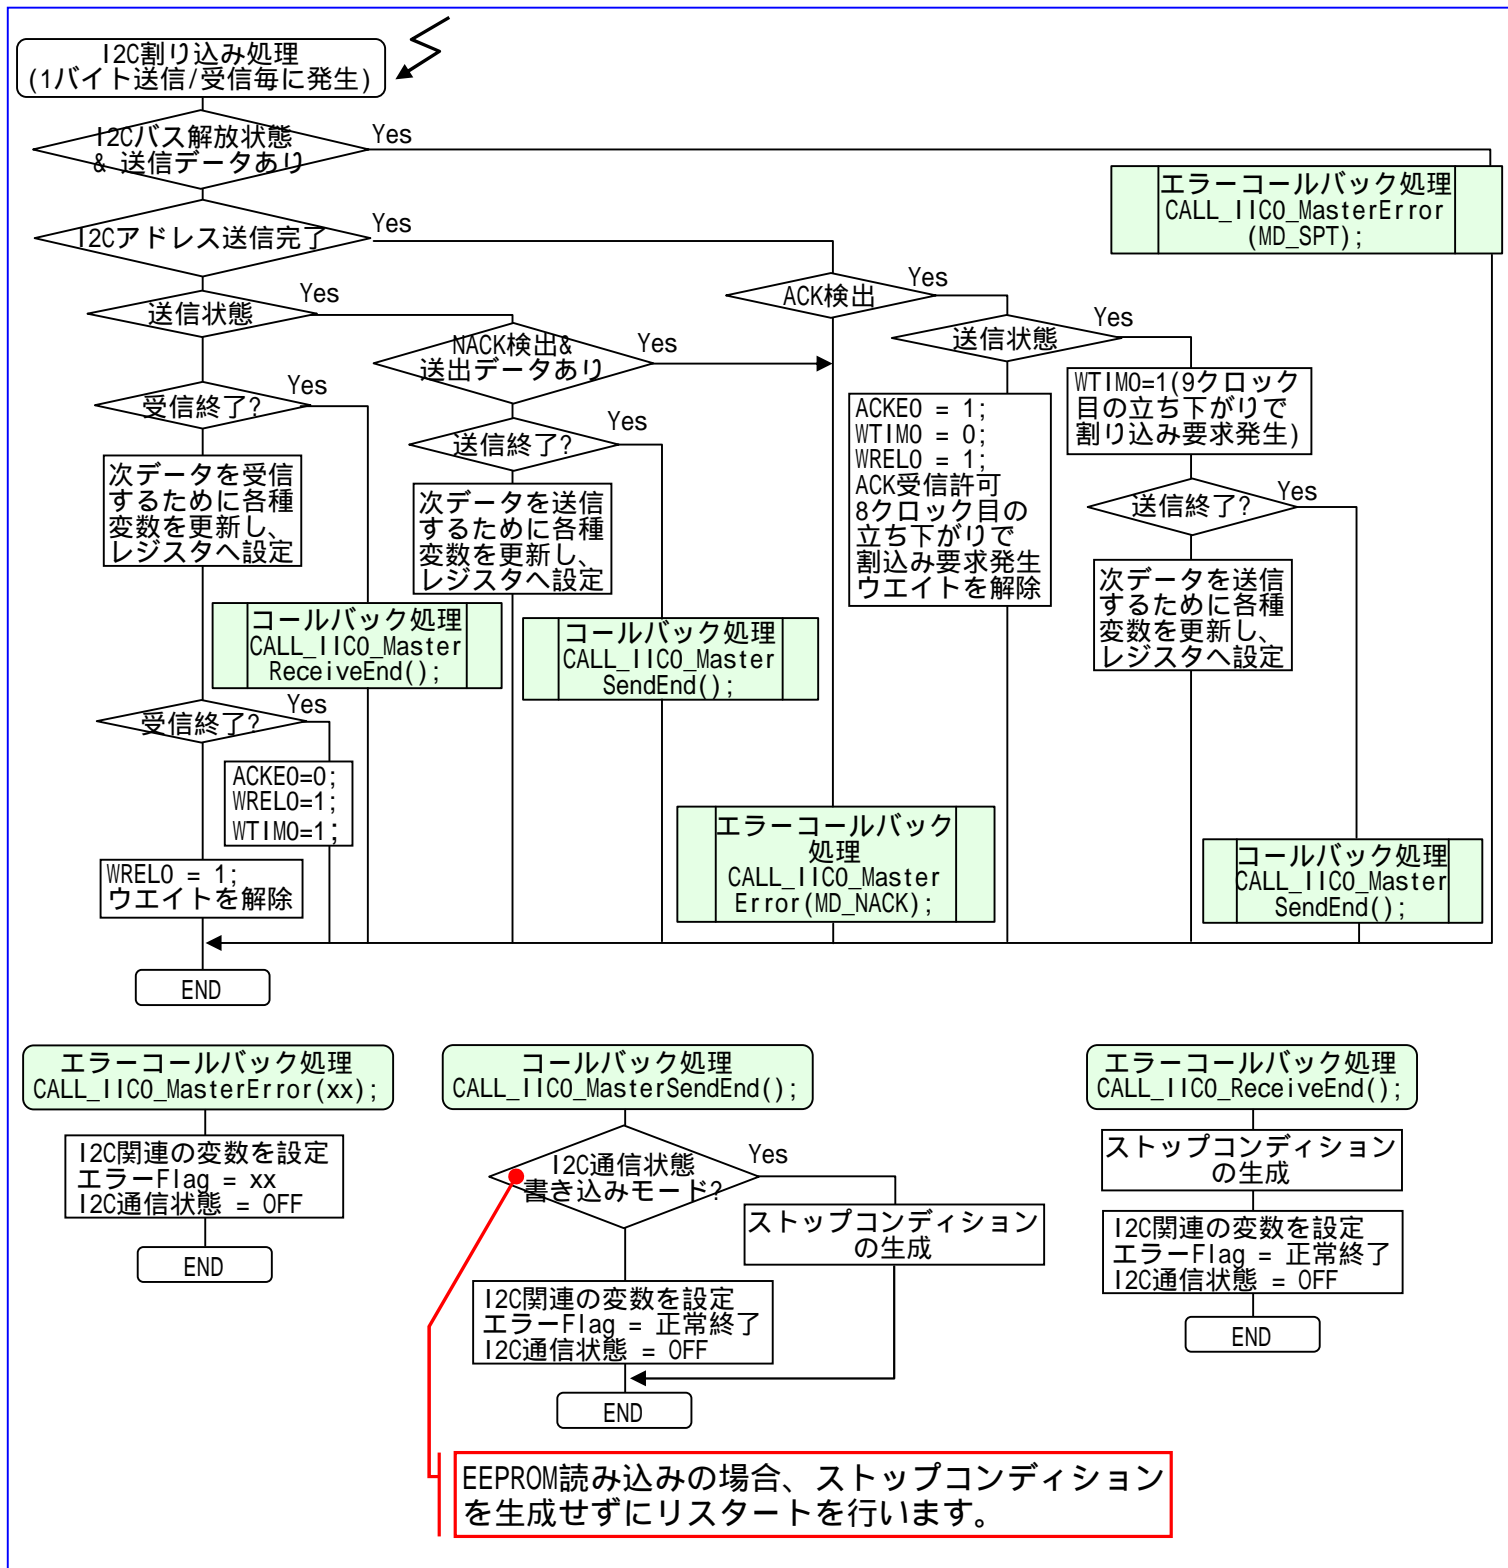 I2C割り込み処理
(1バイト送信/受信毎に発生)
I2Cバス解放状態
& 送信データあり
Yes
エラーコールバック処理
CALL_IIC0_MasterError
(MD_SPT);
I2Cアドレス送信完了
Yes
ACK検出
Yes
送信状態
Yes
NACK検出&
送出データあり
Yes
送信状態
Yes
受信終了?
Yes
送信終了?
Yes
ACKE0 = 1;
WTIM0 = 0;
WREL0 = 1;
ACK受信許可
8クロック目の
立ち下がりで
割込み要求発生
ウエイトを解除
WTIM0=1(9クロック
目の立ち下がりで
割り込み要求発生)
次データを受信
するために各種
変数を更新し、
レジスタへ設定
次データを送信
するために各種
変数を更新し、
レジスタへ設定
送信終了?
Yes
次データを送信
するために各種
変数を更新し、
レジスタへ設定
コールバック処理
CALL_IIC0_Master
ReceiveEnd();
コールバック処理
CALL_IIC0_Master
SendEnd();
受信終了?
Yes
ACKE0=0;
WREL0=1;
WTIM0=1;
WREL0 = 1;
ウエイトを解除
エラーコールバック
処理
CALL_IIC0_Master
Error(MD_NACK);
コールバック処理
CALL_IIC0_Master
SendEnd();
END
エラーコールバック処理
CALL_IIC0_MasterError(xx);
I2C関連の変数を設定
エラーFlag = xx
I2C通信状態 = OFF
END
コールバック処理
CALL_IIC0_MasterSendEnd();
I2C通信状態
書き込みモード?
Yes
ストップコンディション
の生成
I2C関連の変数を設定
エラーFlag = 正常終了
I2C通信状態 = OFF
END
エラーコールバック処理
CALL_IIC0_ReceiveEnd();
ストップコンディション
の生成
I2C関連の変数を設定
エラーFlag = 正常終了
I2C通信状態 = OFF
END
EEPROM読み込みの場合、ストップコンディション
を生成せずにリスタートを行います。